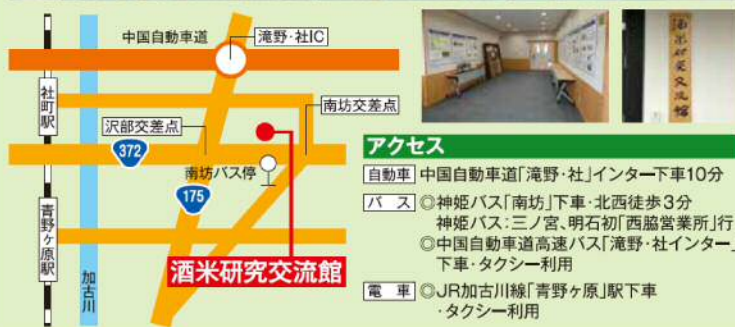 中国自動車道
滝野・社IC
社町駅
南坊交差点
沢部交差点
372
南坊バス停
175
青野ヶ原駅
加古川
酒米研究交流館
酒米研究交流館
アクセス
自動車 中国自動車道「滝野・社」インター下車10分
バス ◎神姫バス「南坊」下車・北西徒歩3分
神姫バス:三ノ宮、明石初「西脇営業所」行
◎中国自動車道高速バス「滝野・社インター」
下車・タクシー利用
電車 ◎JR加古川線「青野ヶ原」駅下車
・タクシー利用